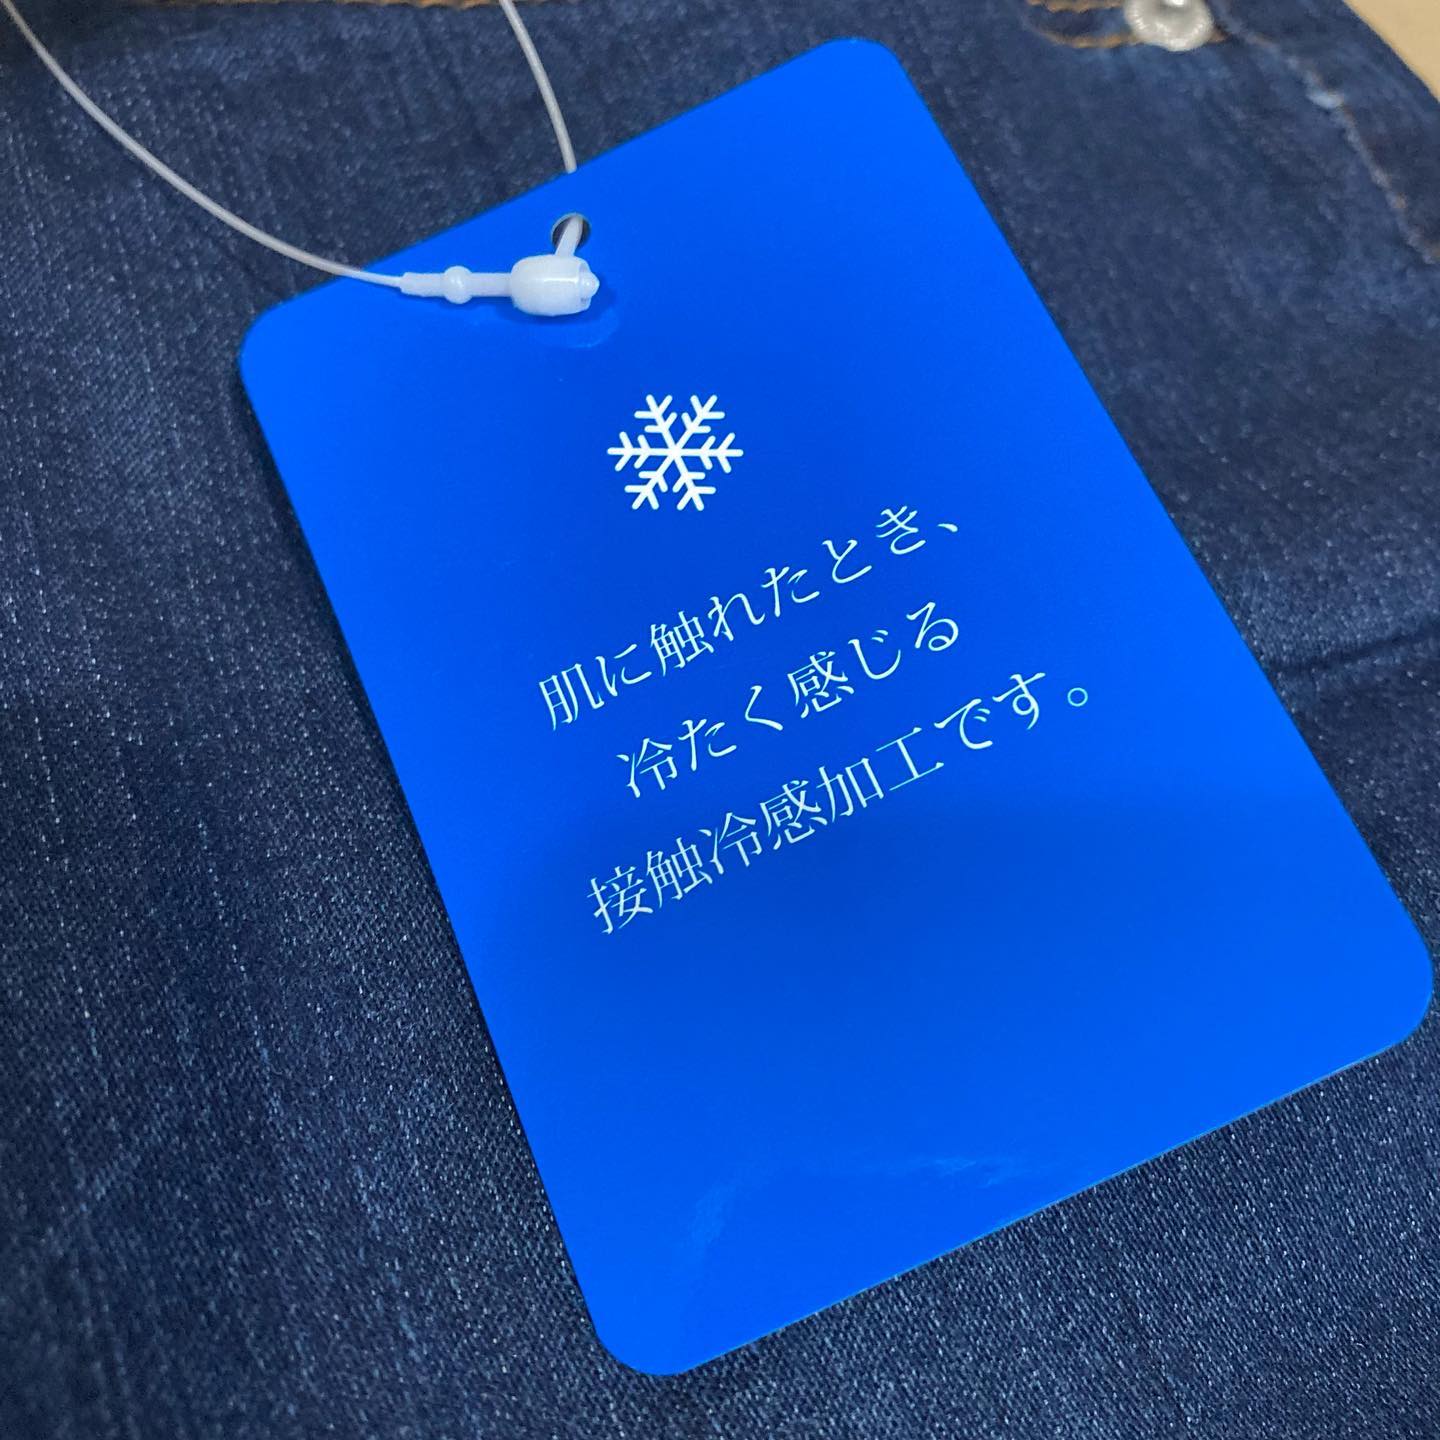 肌に触れたとき、
冷たく感じる
接触冷感加工です。